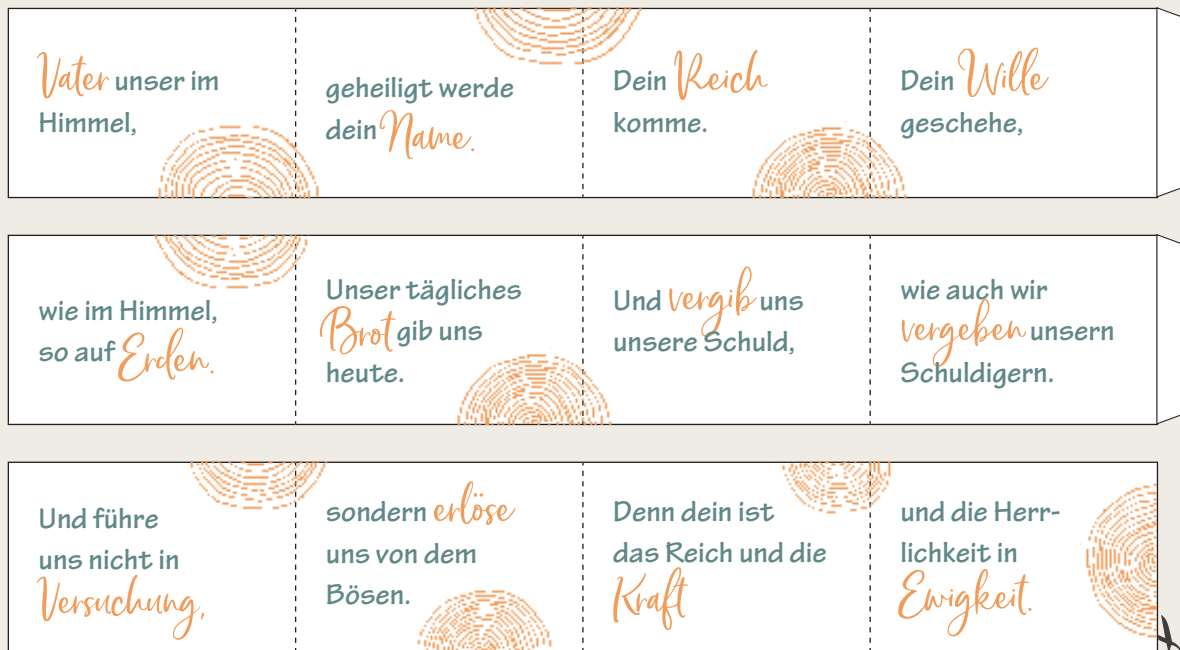 Vater unser im
Himmel,
geheiligt werde
dein Name.
Dein Reich
komme.
Dein Wille
geschehe,
wie im Himmel,
so auf Erden.
Unser tägliches
Brot gib uns
heute.
Und vergib uns
unsere Schuld,
wie auch wir
vergeben unsern
Schuldigern.
Und führe
uns nicht in
Versuchung,
sondern erlöse
uns von dem
Bösen.
Denn dein ist
das Reich und die
Kraft
und die Herr-
lichkeit in
Ewigkeit.